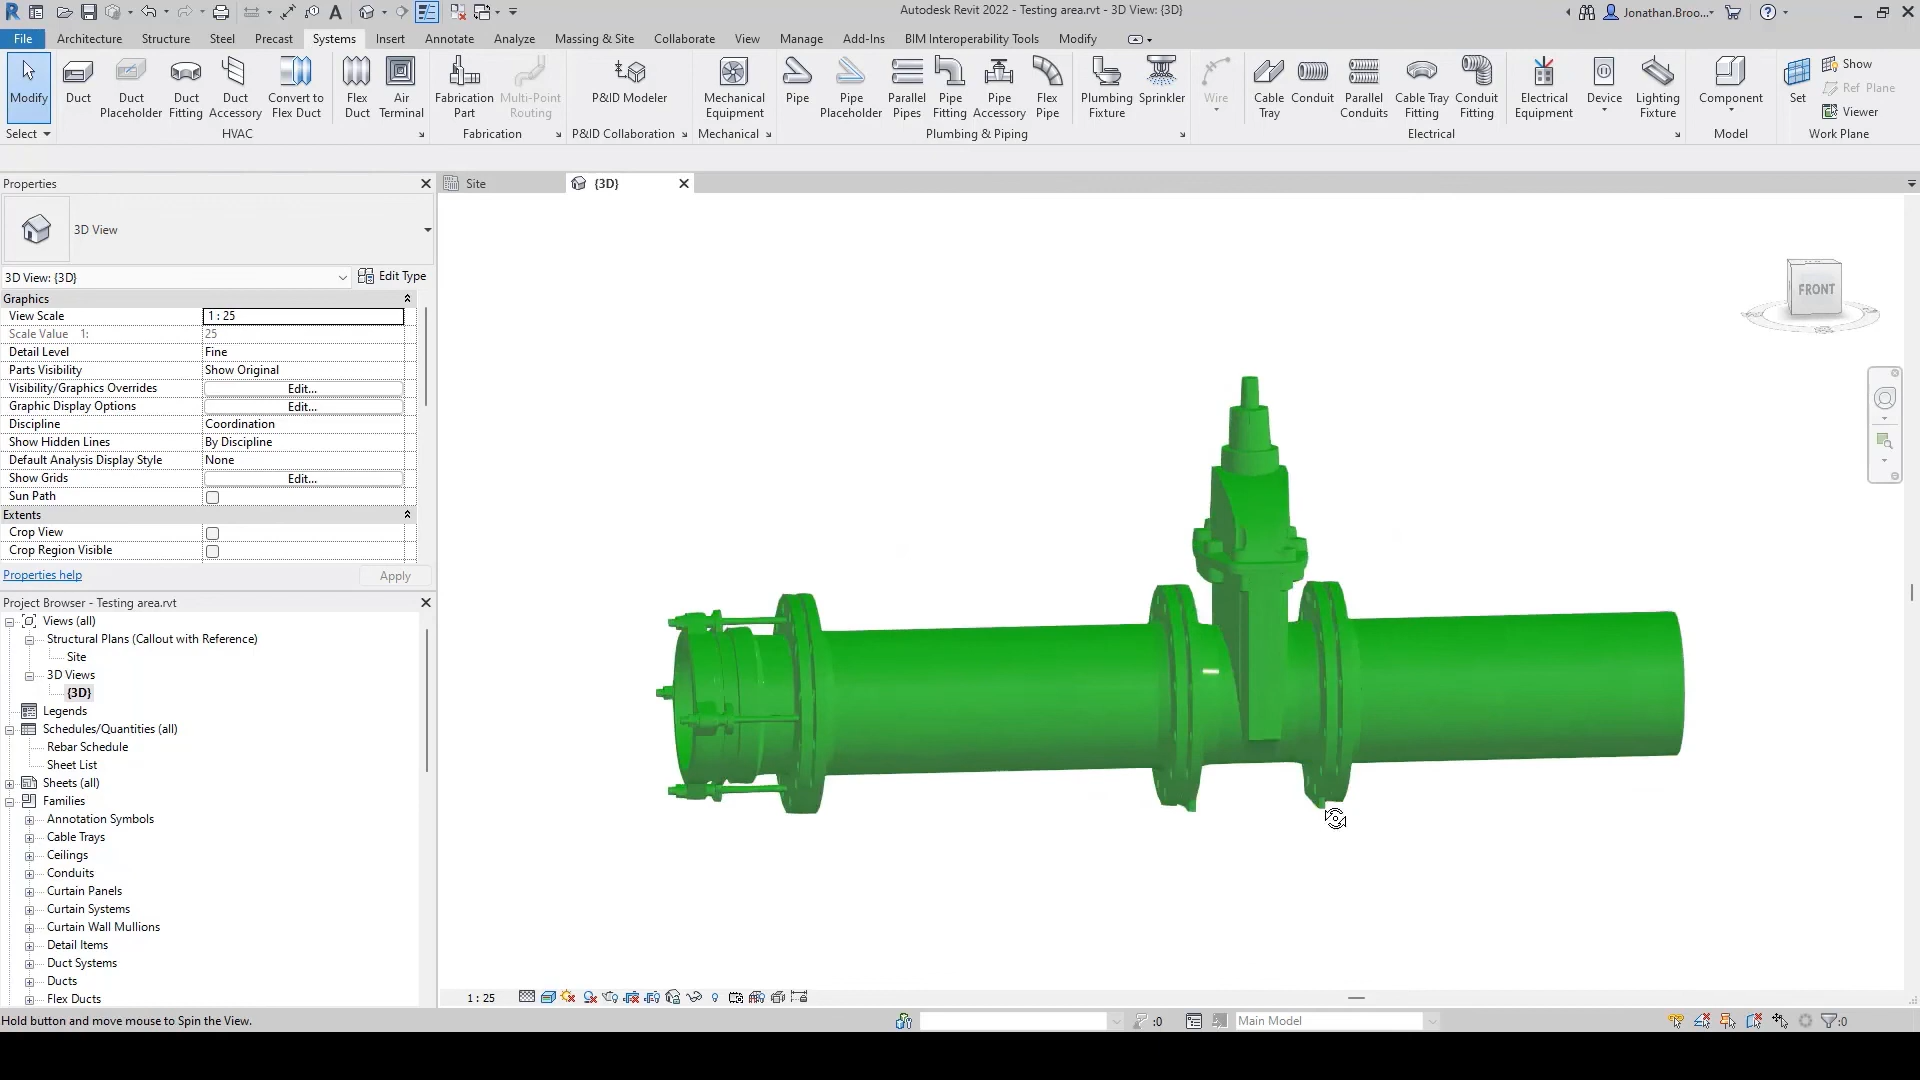 Autodesk Revit 2022 - Testing area.rvt - 3D View: {3D}
Jonathan.Broo...
File Architecture Structure Steel Precast Systems Insert Annotate Analyze Massing & Site Collaborate View Manage Add-Ins BIM Interoperability Tools Modify
Modify
Select
Duct
Duct Placeholder
Duct Fitting
Duct Accessory
Convert to Flex Duct
Flex Duct
Air Terminal
HVAC
Fabrication Part
Multi-Point Routing
Fabrication
P&ID Modeler
P&ID Collaboration
Mechanical Equipment
Mechanical
Pipe
Pipe Placeholder
Parallel Pipes
Pipe Fitting
Pipe Accessory
Flex Pipe
Plumbing Fixture
Sprinkler
Plumbing & Piping
Wire
Cable Tray
Conduit
Parallel Conduits
Cable Tray Fitting
Conduit Fitting
Electrical Equipment
Device
Lighting Fixture
Electrical
Component
Model
Set
Show
Ref Plane
Viewer
Work Plane
Properties
3D View
3D View: {3D}
Edit Type
Graphics
View Scale 1 : 25
Scale Value 1: 25
Detail Level Fine
Parts Visibility Show Original
Visibility/Graphics Overrides Edit...
Graphic Display Options Edit...
Discipline Coordination
Show Hidden Lines By Discipline
Default Analysis Display Style None
Show Grids Edit...
Sun Path
Extents
Crop View
Crop Region Visible
Properties help
Apply
Project Browser - Testing area.rvt
Views (all)
Structural Plans (Callout with Reference)
Site
3D Views
{3D}
Legends
Schedules/Quantities (all)
Rebar Schedule
Sheet List
Sheets (all)
Families
Annotation Symbols
Cable Trays
Ceilings
Conduits
Curtain Panels
Curtain Systems
Curtain Wall Mullions
Detail Items
Duct Systems
Ducts
Flex Ducts
Site
{3D}
FRONT
1 : 25
Hold button and move mouse to Spin the View.
:0
Main Model
:0